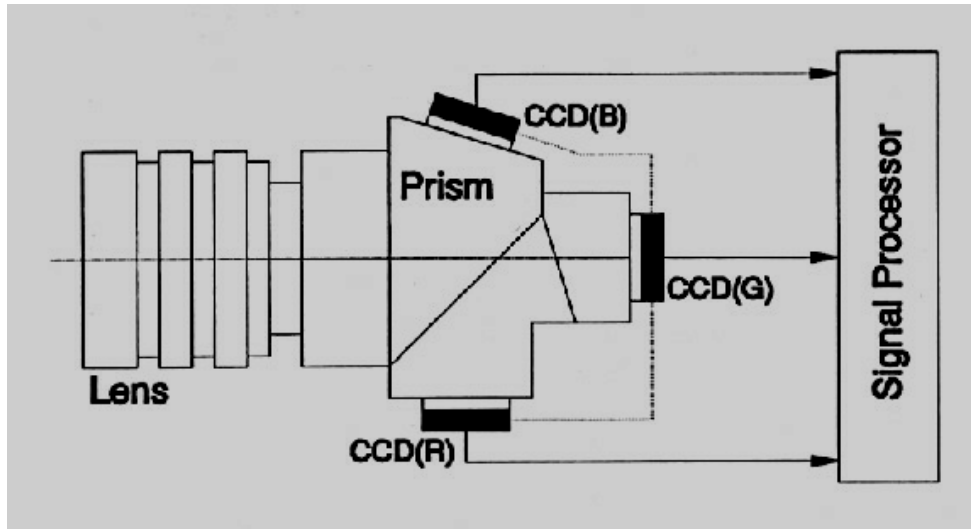 CCD(B)
Prism
CCD(G)
Lens
CCD(R)
Signal Processor